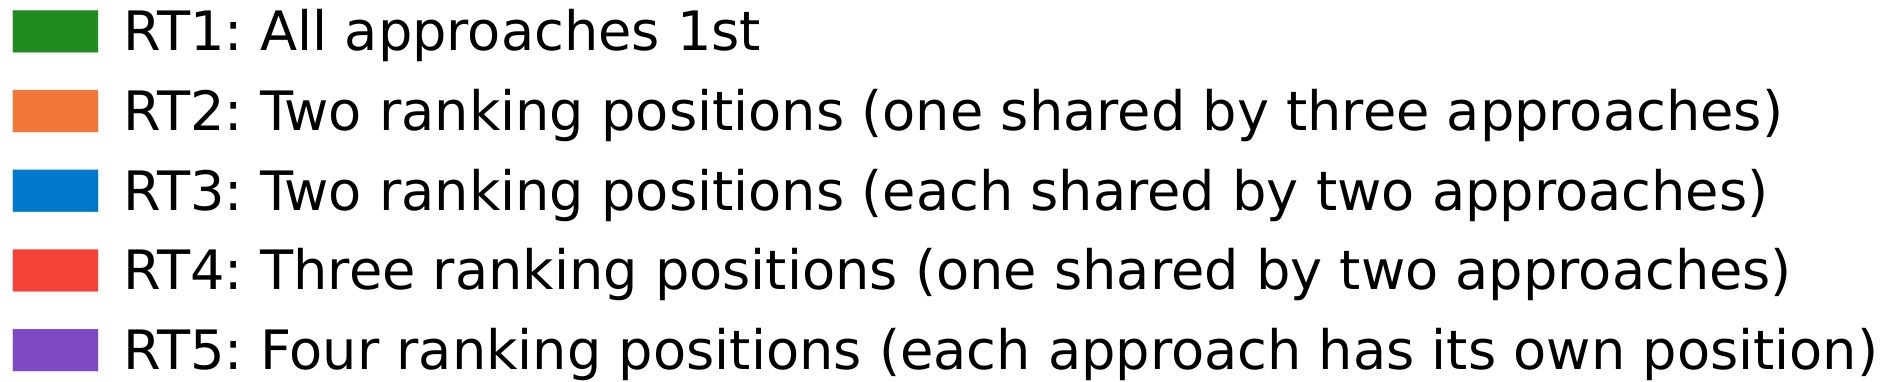 RT1: All approaches 1st
RT2: Two ranking positions (one shared by three approaches)
RT3: Two ranking positions (each shared by two approaches)
RT4: Three ranking positions (one shared by two approaches)
RT5: Four ranking positions (each approach has its own position)